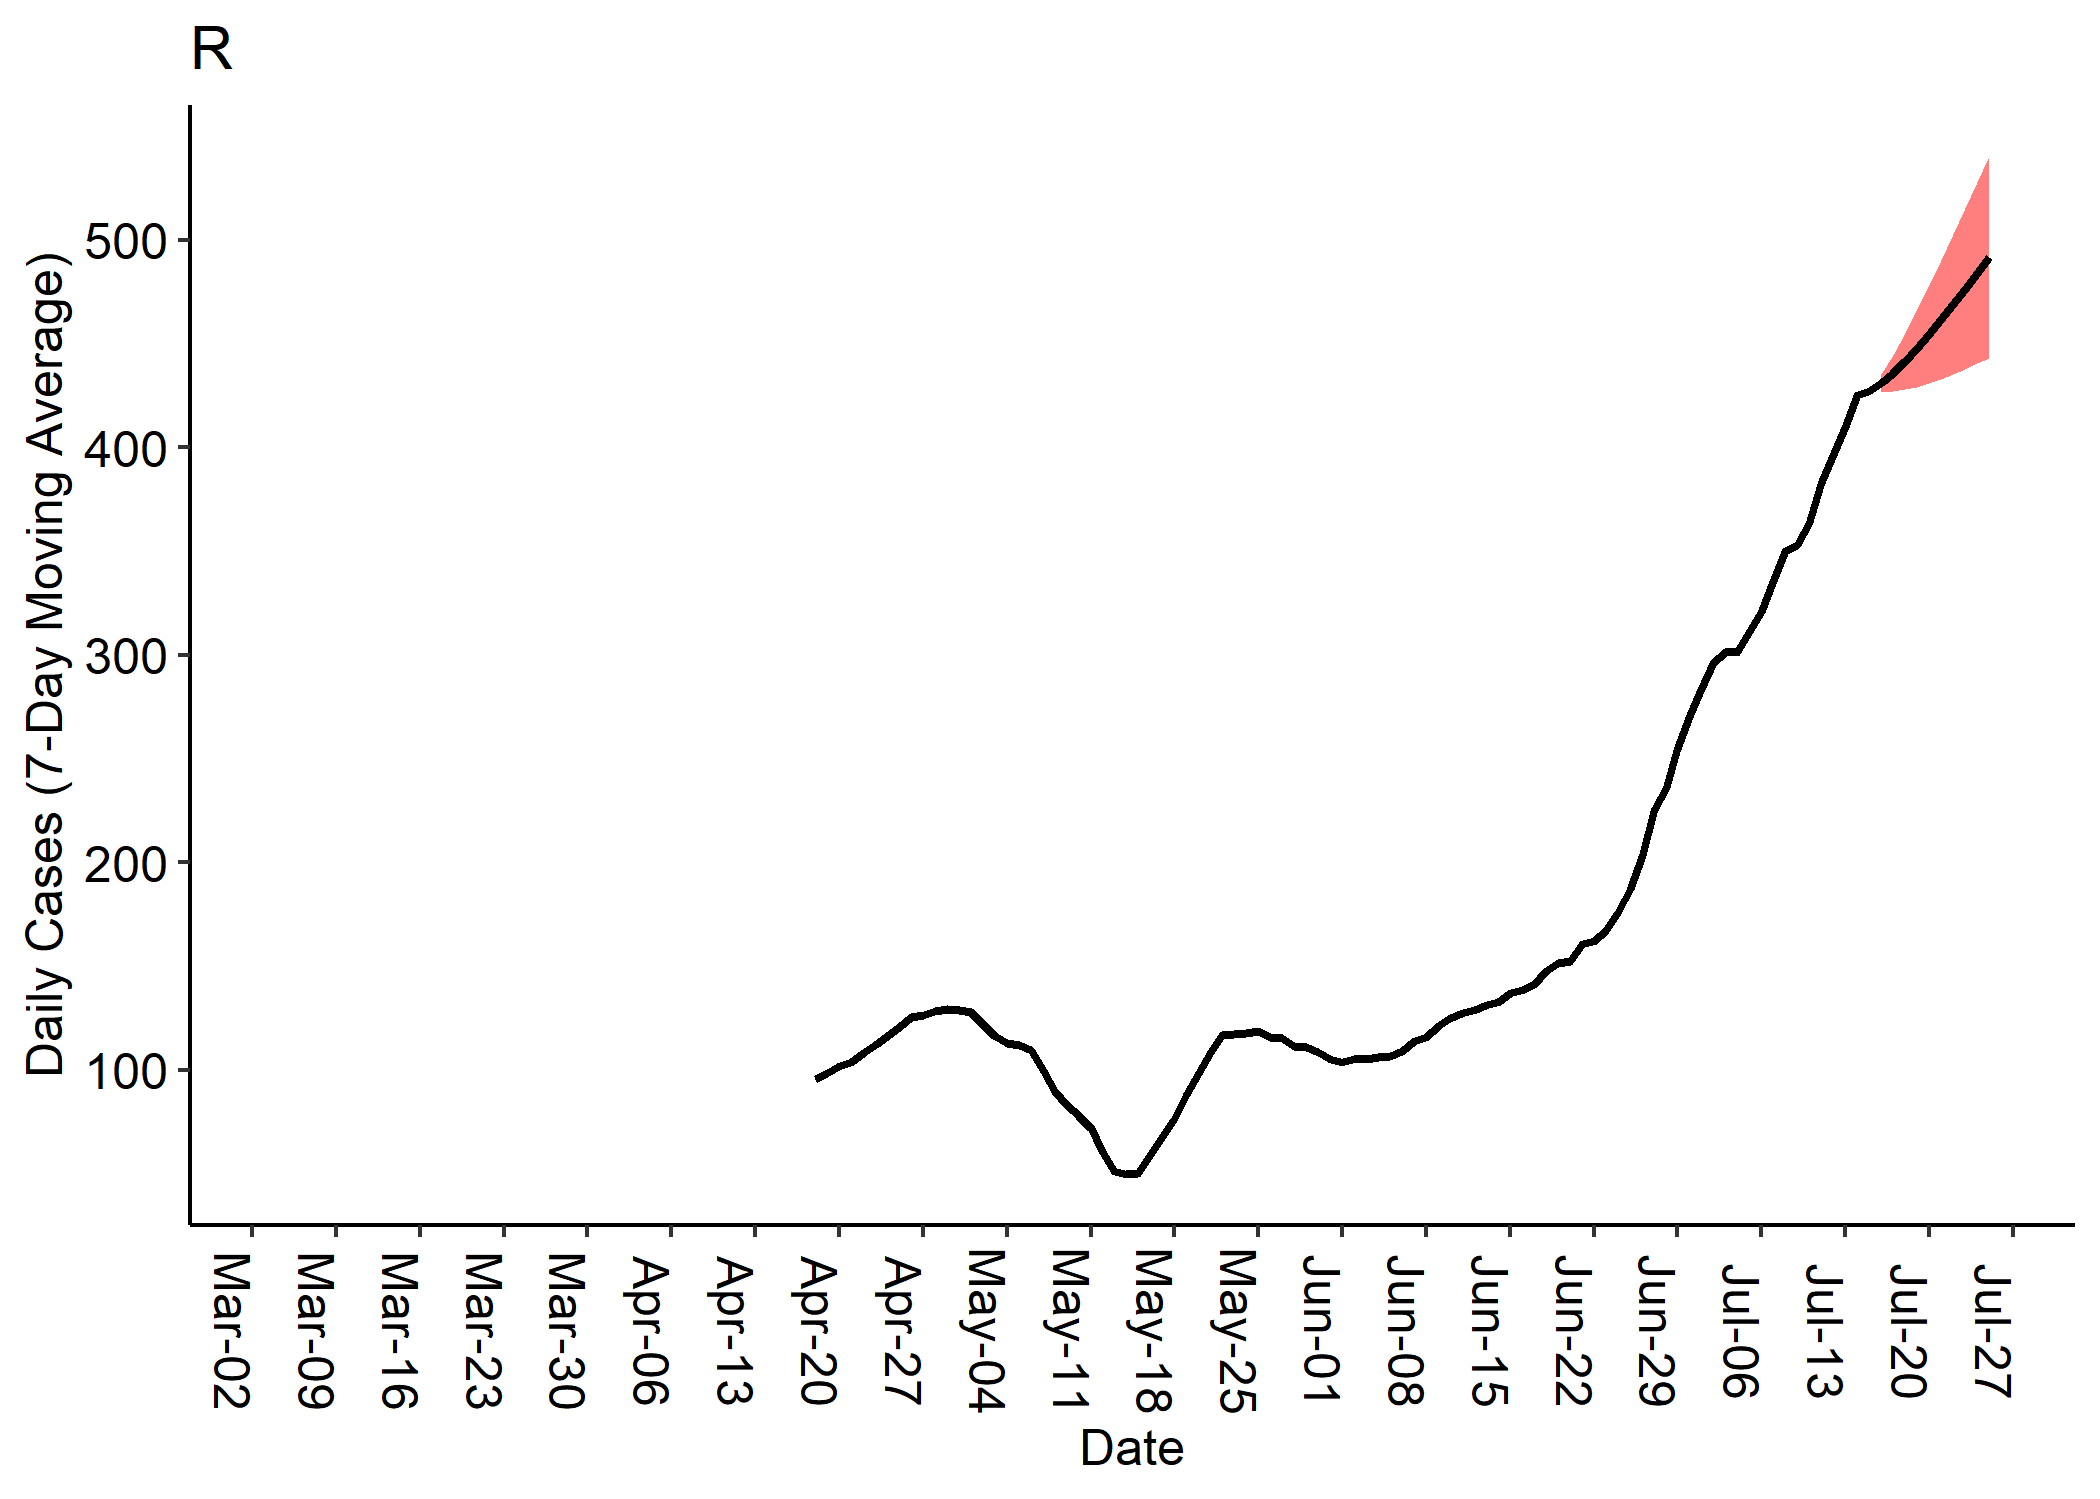 R
Daily Cases (7-Day Moving Average)
500
400
300
200
100
Mar-02
Mar-09
Mar-16
Mar-23
Mar-30
Apr-06
Apr-13
Apr-20
Apr-27
May-04
May-11
May-18
May-25
Jun-01
Jun-08
Jun-15
Jun-22
Jun-29
Jul-06
Jul-13
Jul-20
Jul-27
Date